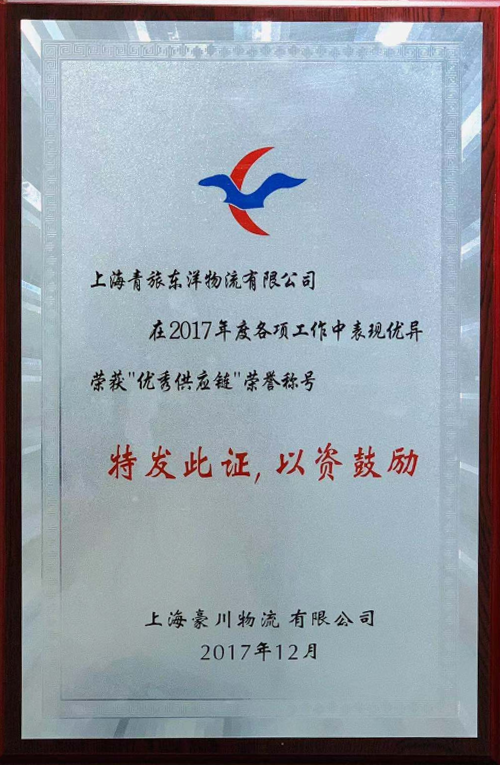 上海青旅东洋物流有限公司
在2017年度各项工作中表现优异
荣获"优秀供应链"荣誉称号
特发此证,以资鼓励
上海豪川物流 有限公司
2017年12月